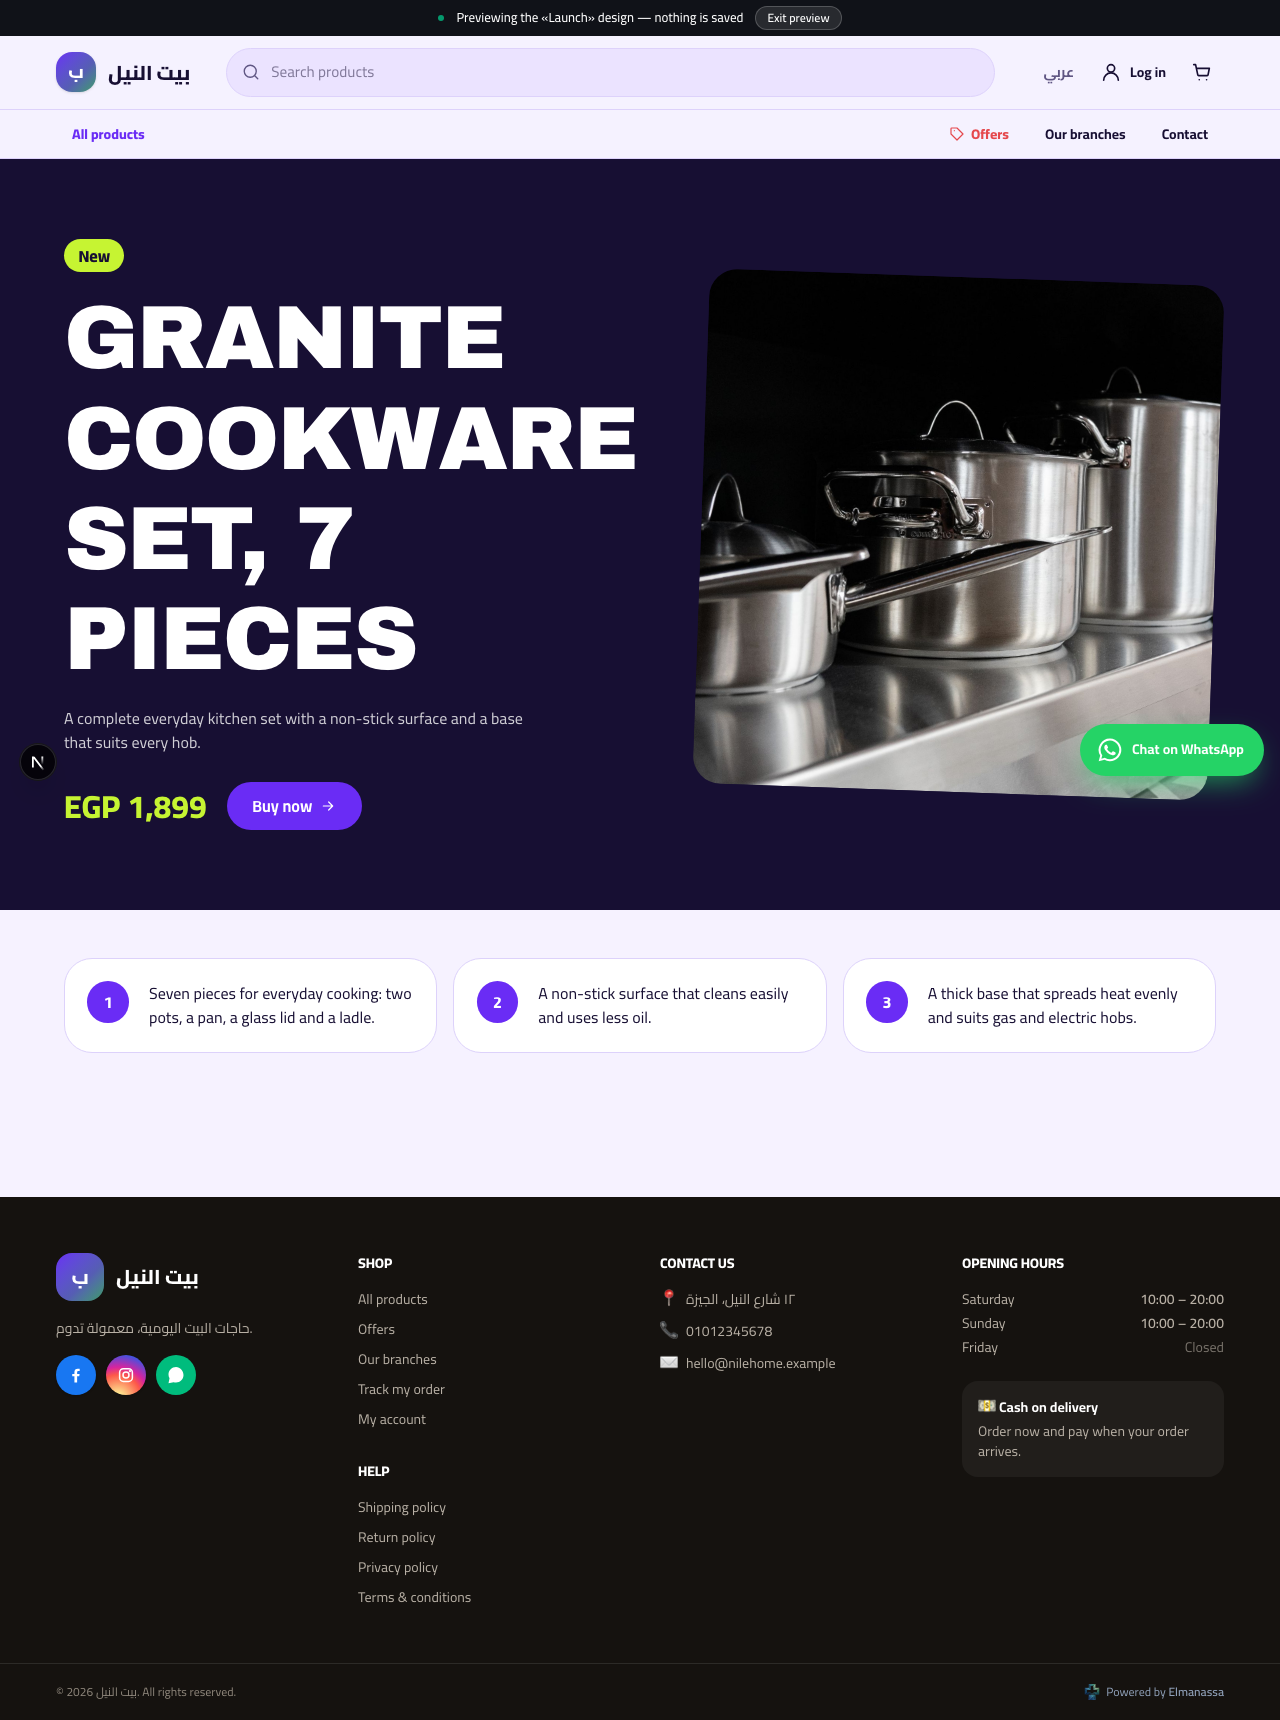 Previewing the «Launch» design — nothing is saved
Exit preview
ب
بيت النيل
Search products
عربي
Log in
All products
Offers
Our branches
Contact
New
GRANITE
COOKWARE
SET, 7
PIECES
A complete everyday kitchen set with a non-stick surface and a base
that suits every hob.
N
EGP 1,899
Buy now
Chat on WhatsApp
1
Seven pieces for everyday cooking: two
pots, a pan, a glass lid and a ladle.
2
A non-stick surface that cleans easily
and uses less oil.
3
A thick base that spreads heat evenly
and suits gas and electric hobs.
ب
بيت النيل
حاجات البيت اليومية، معمولة تدوم.
SHOP
All products
Offers
Our branches
Track my order
My account
HELP
Shipping policy
Return policy
Privacy policy
Terms & conditions
CONTACT US
١٢ شارع النيل، الجيزة
01012345678
hello@nilehome.example
OPENING HOURS
Saturday 10:00 – 20:00
Sunday 10:00 – 20:00
Friday Closed
Cash on delivery
Order now and pay when your order
arrives.
© 2026 بيت النيل. All rights reserved.
Powered by Elmanassa